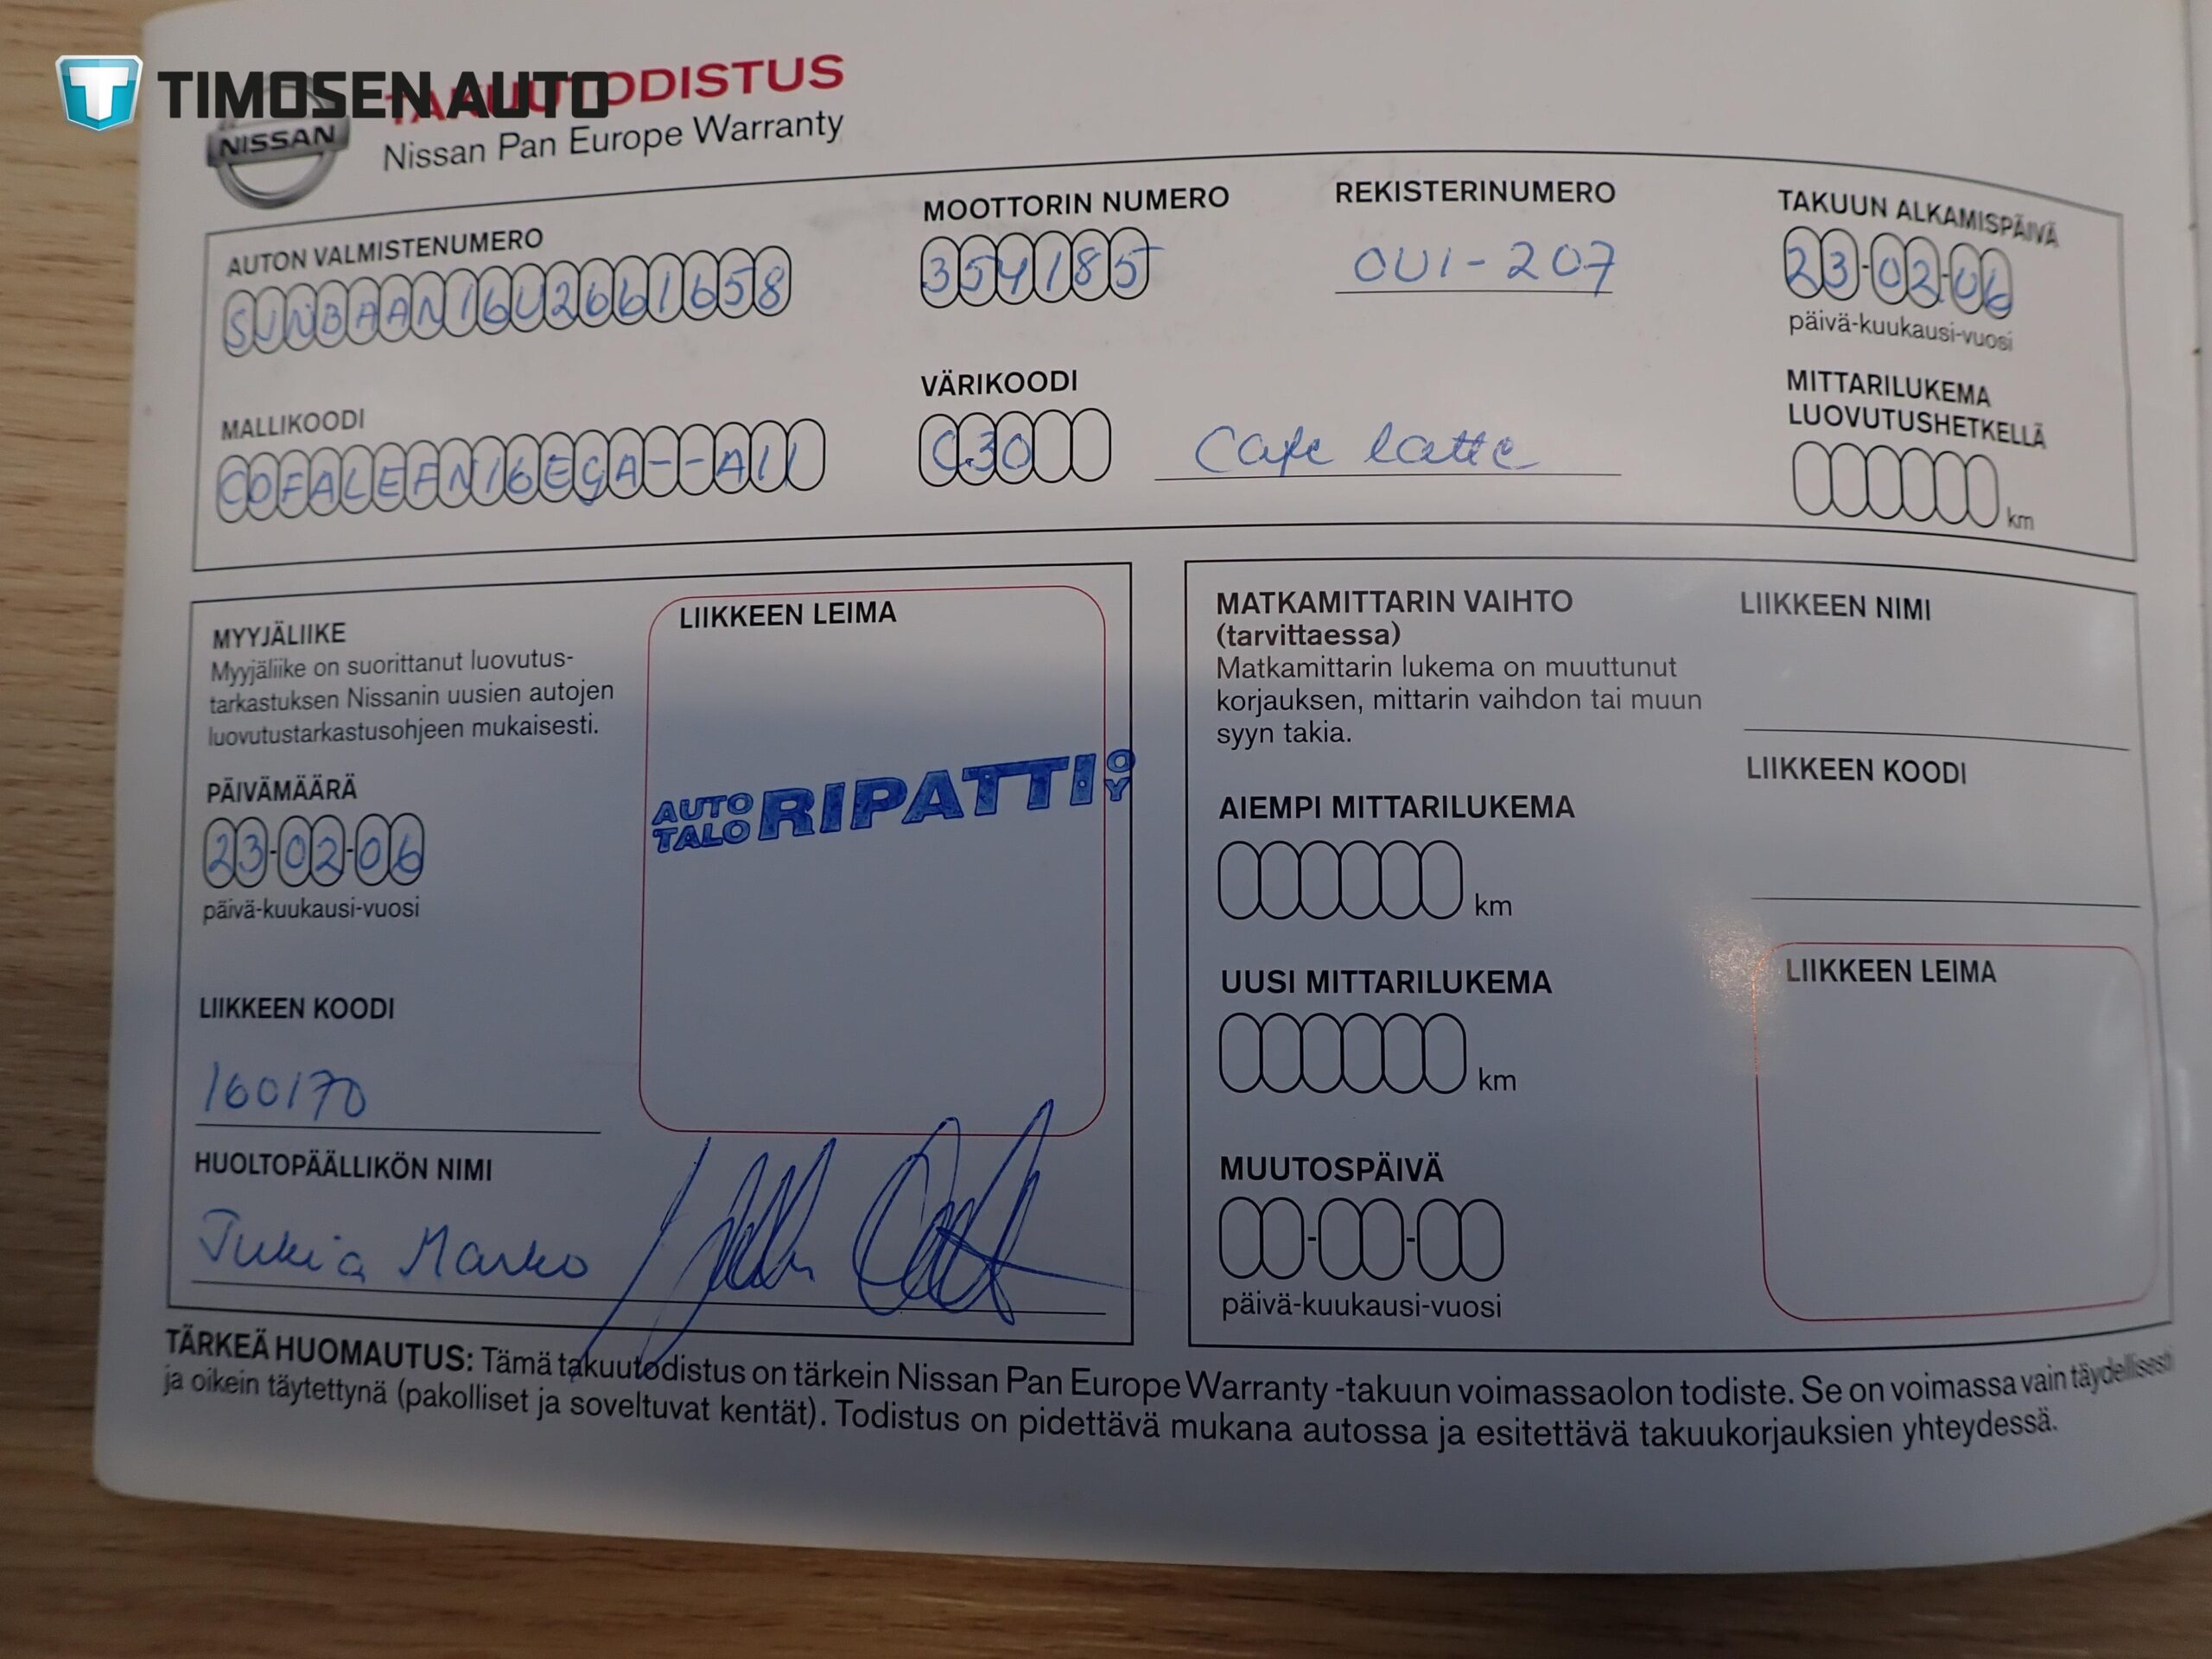 TIMOSEN AUTO
TAKUUTODISTUS
NISSAN
Nissan Pan Europe Warranty
AUTON VALMISTENUMERO
SJNBAAN16U2661658
MOOTTORIN NUMERO
354185
REKISTERINUMERO
OUI-207
TAKUUN ALKAMISPÄIVÄ
23-02-06
päivä-kuukausi-vuosi
MALLIKOODI
COFALEFN16EGA--A11
VÄRIKOODI
C30
Cafe latte
MITTARILUKEMA
LUOVUTUSHETKELLÄ
km
MYYJÄLIIKE
Myyjäliike on suorittanut luovutus-
tarkastuksen Nissanin uusien autojen
luovutustarkastusohjeen mukaisesti.
PÄIVÄMÄÄRÄ
23-02-06
päivä-kuukausi-vuosi
LIIKKEEN KOODI
160170
HUOLTOPÄÄLLIKÖN NIMI
Jukia Marko
LIIKKEEN LEIMA
AUTO TALO RIPATTI OY
MATKAMITTARIN VAIHTO
(tarvittaessa)
Matkamittarin lukema on muuttunut
korjauksen, mittarin vaihdon tai muun
syyn takia.
AIEMPI MITTARILUKEMA
km
UUSI MITTARILUKEMA
km
MUUTOSPÄIVÄ
päivä-kuukausi-vuosi
LIIKKEEN NIMI
LIIKKEEN KOODI
LIIKKEEN LEIMA
TÄRKEÄ HUOMAUTUS: Tämä takuutodistus on tärkein Nissan Pan Europe Warranty -takuun voimassaolon todiste. Se on voimassa vain täydellisesti
ja oikein täytettynä (pakolliset ja soveltuvat kentät). Todistus on pidettävä mukana autossa ja esitettävä takuukorjauksien yhteydessä.